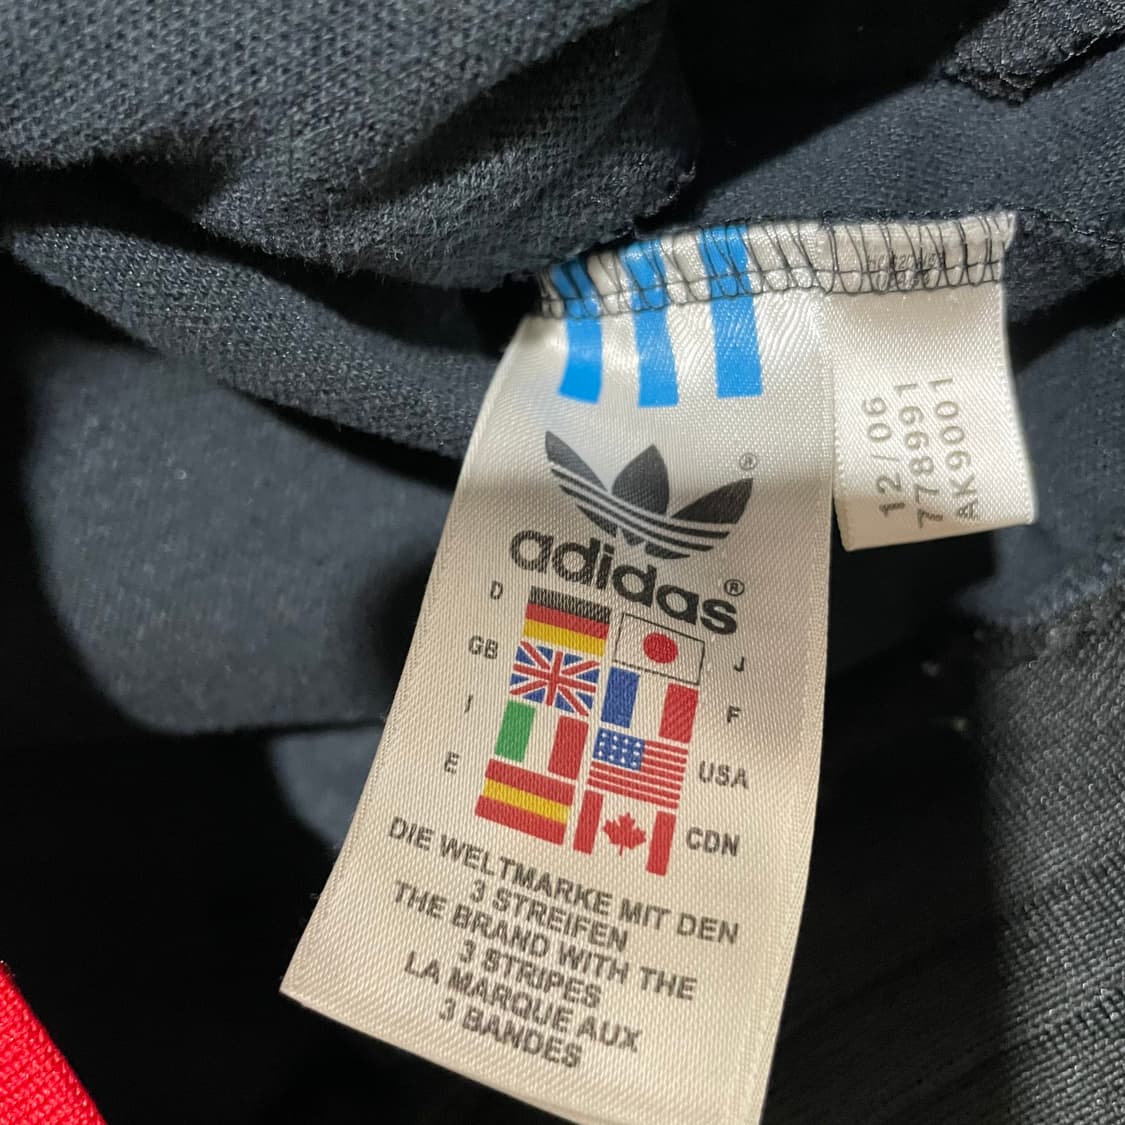 adidas®
D
J
GB
F
I
USA
E
CDN
DIE WELTMARKE MIT DEN
3 STREIFEN
THE BRAND WITH THE
3 STRIPES
LA MARQUE AUX
3 BANDES
12/06
778991
AK9001